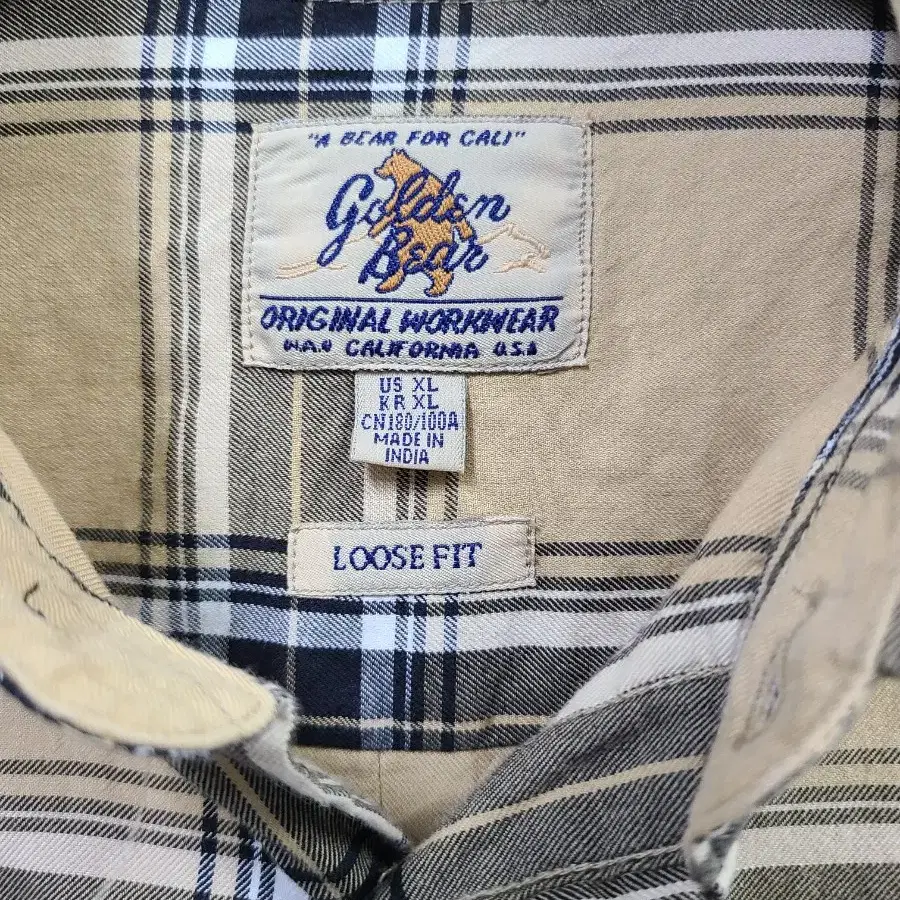 "A BEAR FOR CALI"
Golden
Bear
ORIGINAL WORKWEAR
CALIFORNIA U.S.A
US XL
KR XL
CN180/100A
MADE IN
INDIA
LOOSE FIT